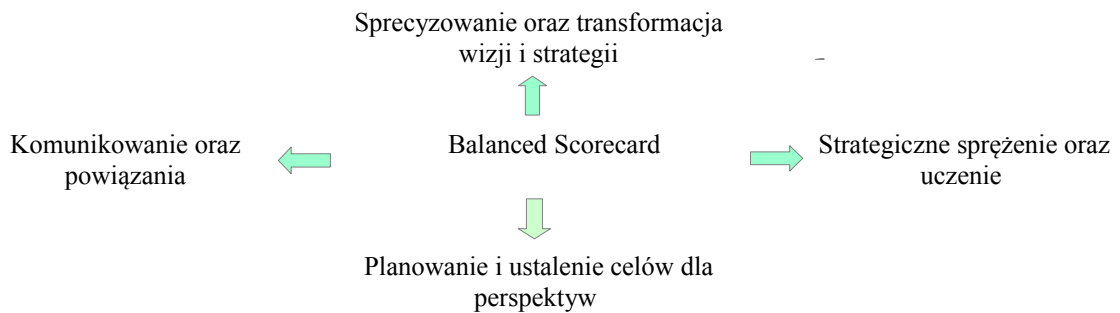 Sprecyzowanie oraz transformacja
wizji i strategii
Komunikowanie oraz
powiązania
Balanced Scorecard
Strategiczne sprężenie oraz
uczenie
Planowanie i ustalenie celów dla
perspektyw